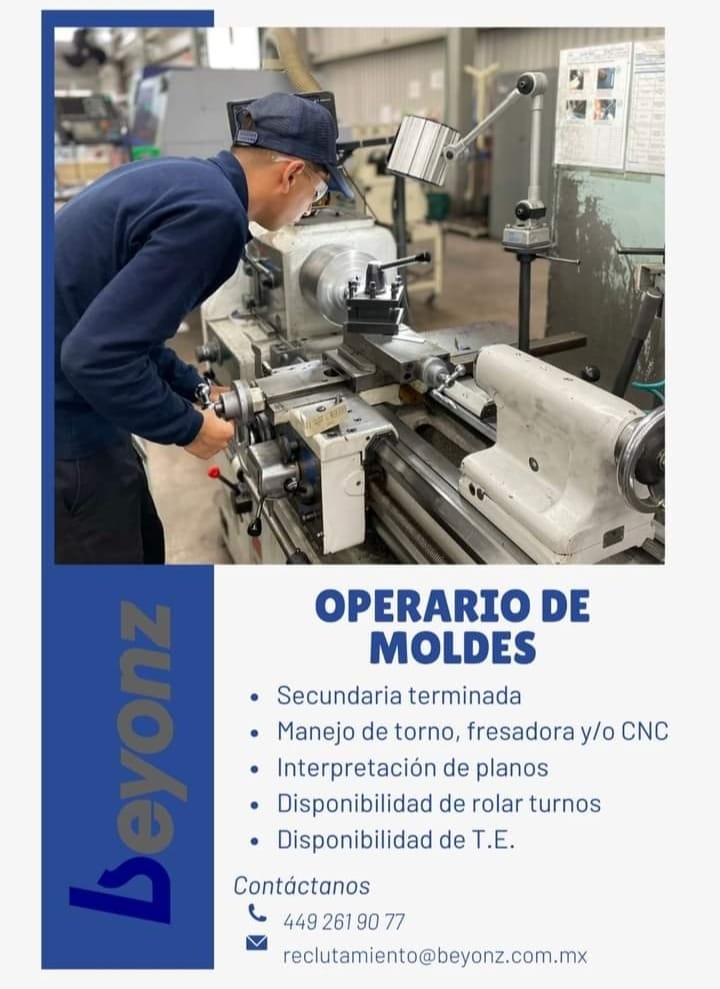 OPERARIO DE
MOLDES
• Secundaria terminada
• Manejo de torno, fresadora y/o CNC
• Interpretación de planos
• Disponibilidad de rolar turnos
• Disponibilidad de T.E.
beyonz
Contáctanos
449 261 90 77
reclutamiento@beyonz.com.mx